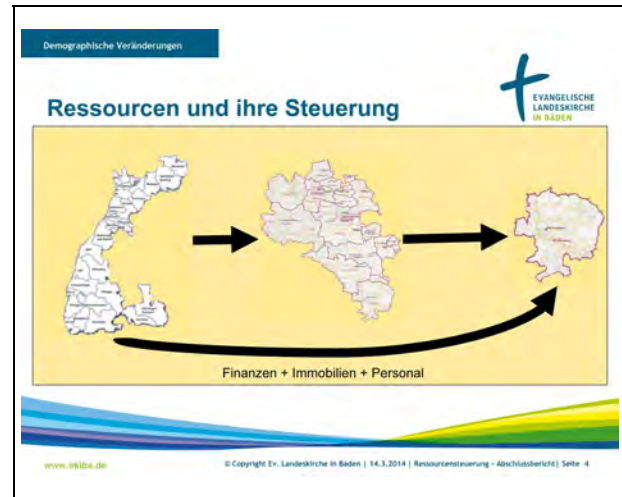 Demographische Veränderungen
EVANGELISCHE
LANDESKIRCHE
IN BADEN
Ressourcen und ihre Steuerung
Finanzen + Immobilien + Personal
www.ekiba.de
© Copyright Ev. Landeskirche in Baden | 14.3.2014 | Ressourcensteuerung - Abschlussbericht| Seite 4